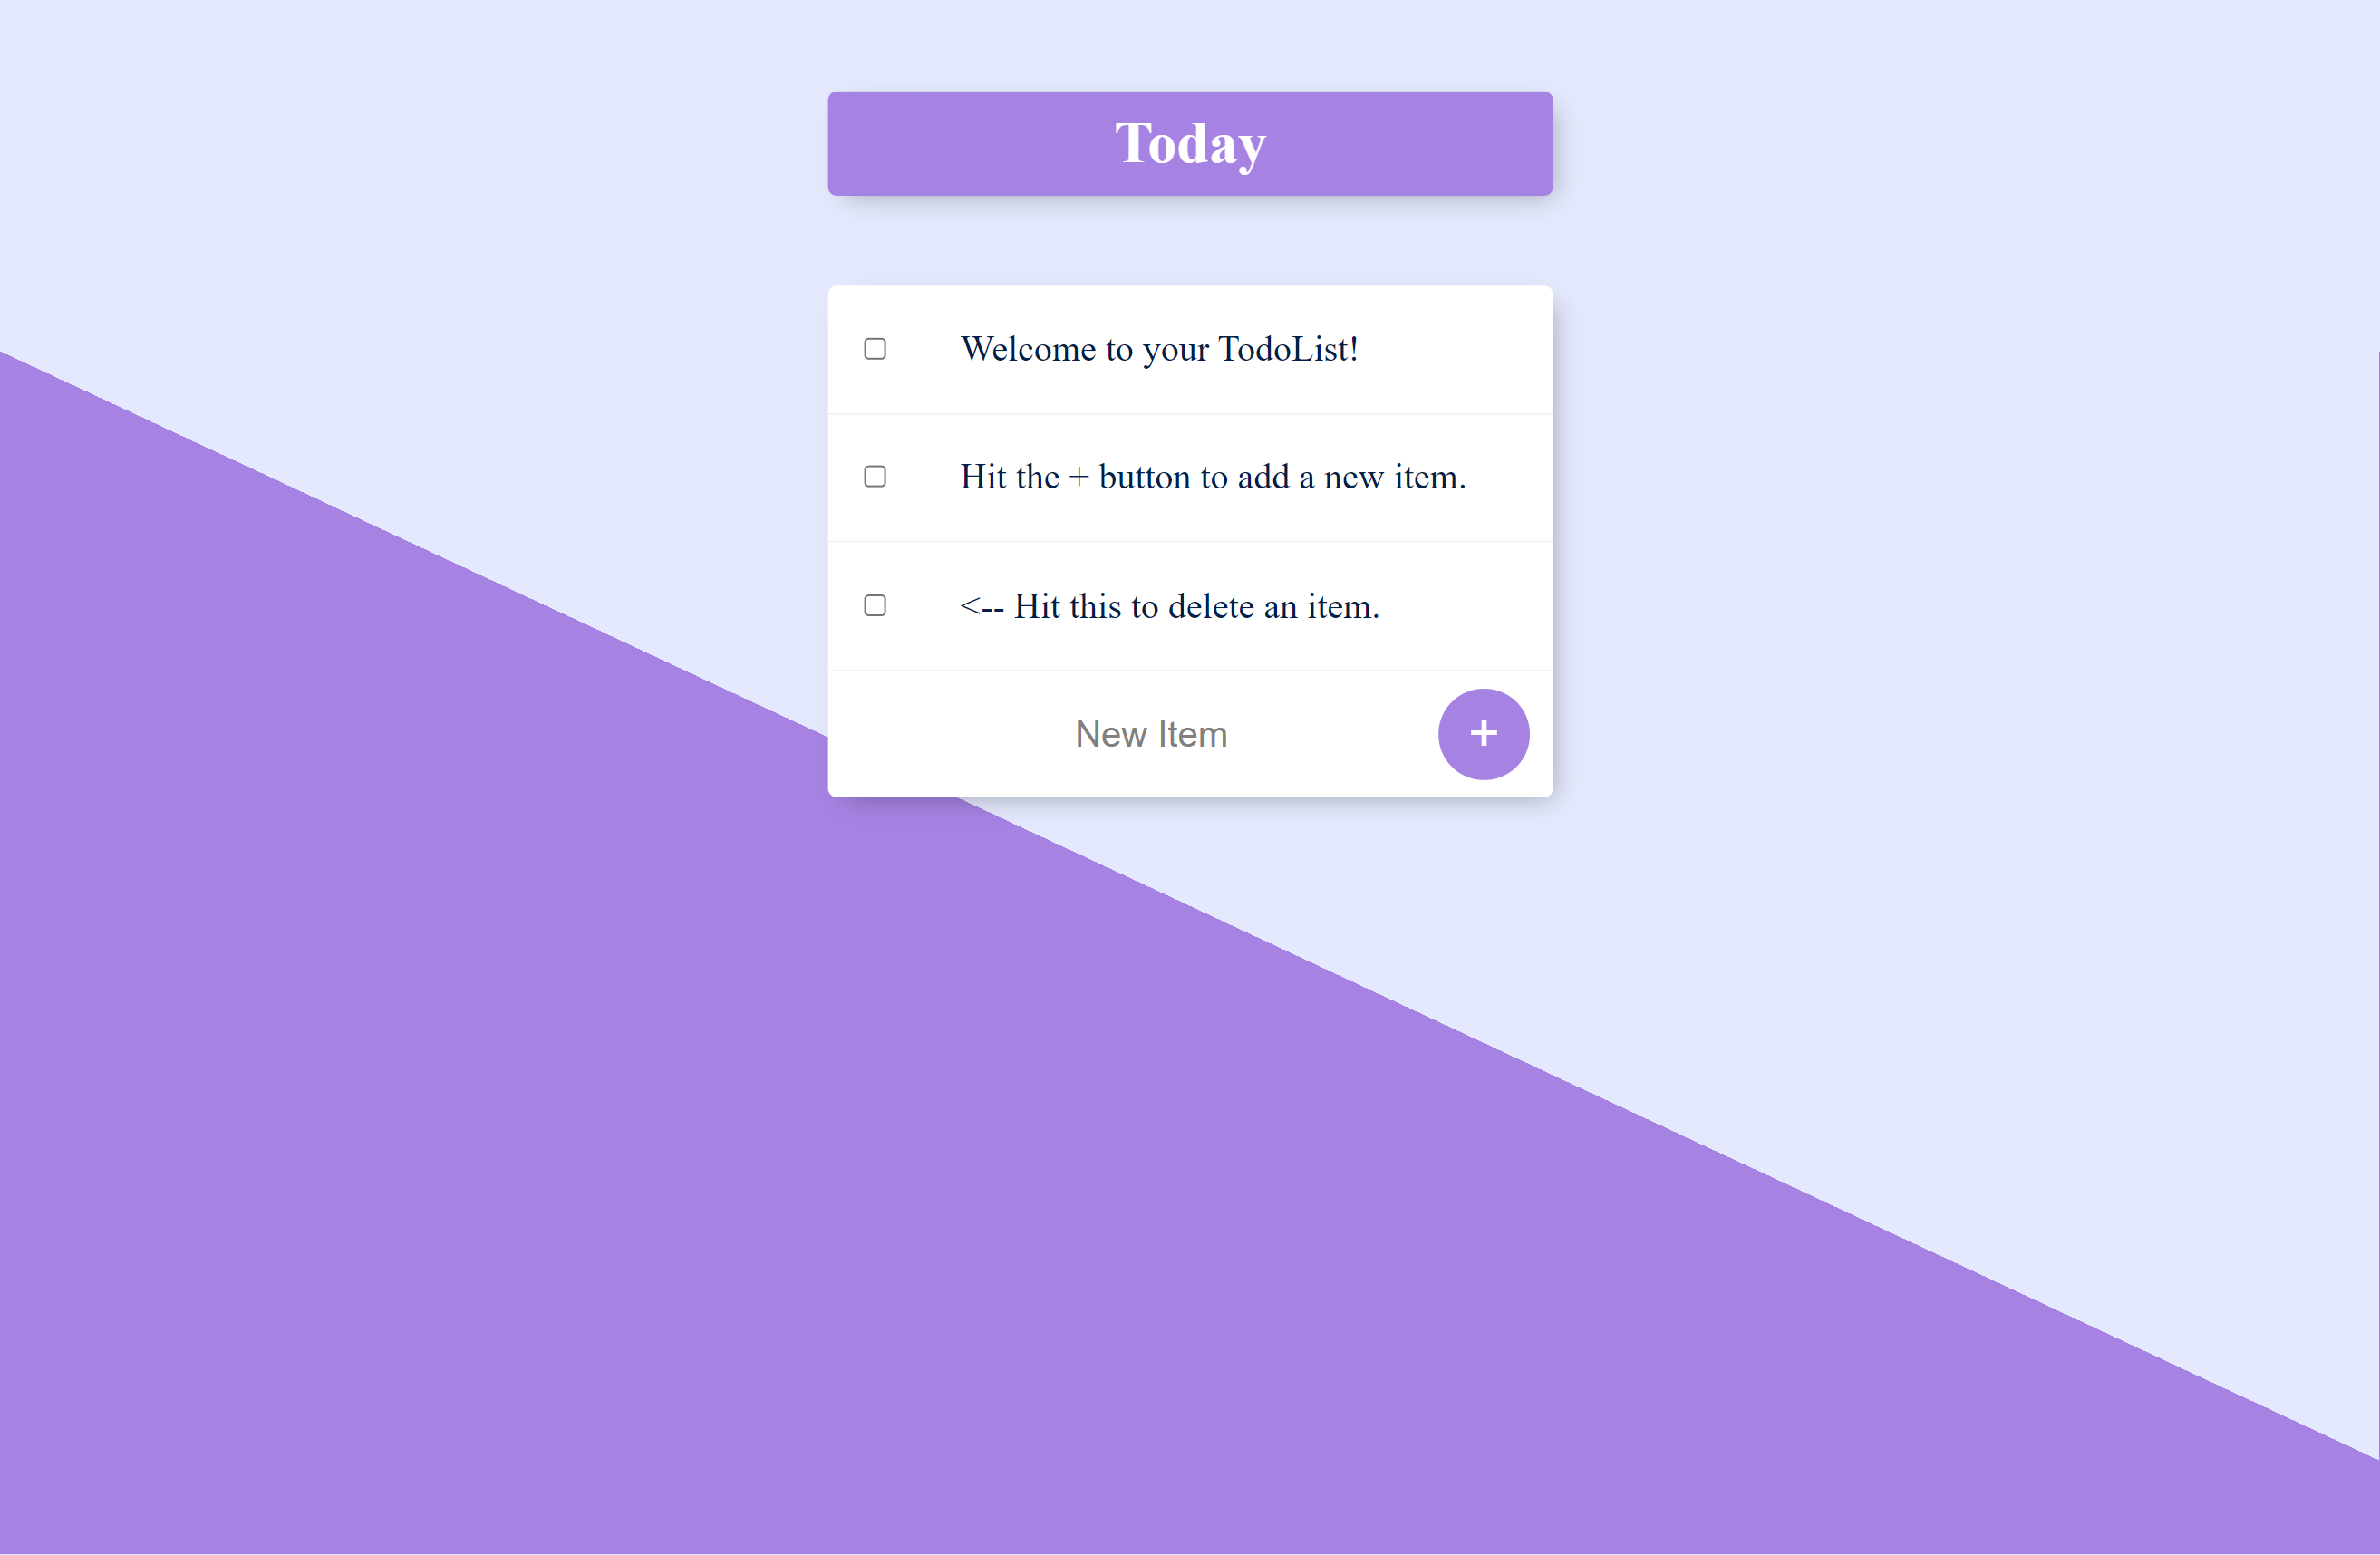 Today
Welcome to your TodoList!
Hit the + button to add a new item.
<-- Hit this to delete an item.
New Item
+